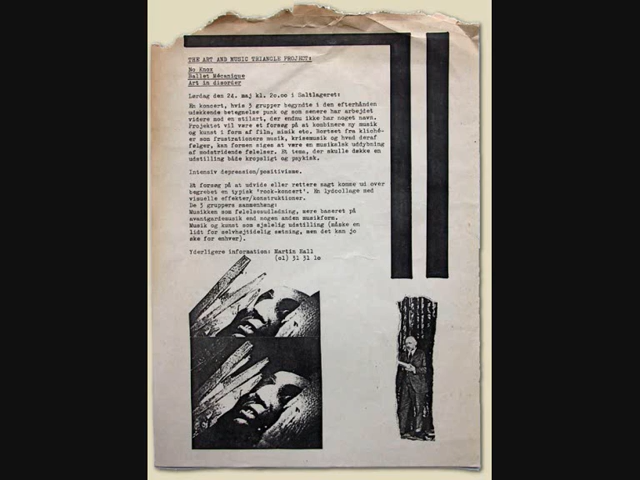 THE ART AND MUSIC TRIANGLE PROJECT:
No Knox
Ballet Mécanique
Art in disorder
Lørdag den 24. maj kl. 20.00 i Saltlageret:
En koncert, hvis 3 grupper begyndte i den efterhånden
udækkende betegnelse punk og som senere har arbejdet
videre mod en stilart, der endnu ikke har noget navn.
Projektet vil være et forsøg på at kombinere ny musik
og kunst i form af film, mimik etc. Bortset fra klichè-
er som frustrationers musik, krisemusik og hvad deraf
følger, kan formen siges at være en musikalsk uddybning
af modstridende følelser. Et tema, der skulle dække en
udstilling både kropsligt og psykisk.
Intensiv depression/positivisme.
Et forsøg på at udvide eller rettere sagt komme ud over
begrebet en typisk 'rock-koncert'. En lydcollage med
visuelle effekter/konstruktioner.
De 3 gruppers sammenhæng:
Musikken som følelsesudladning, mere baseret på
avantgardemusik end nogen anden musikform.
Musik og kunst som sjælelig udstilling (måske en
lidt for selvhøjtidelig sætning, men det kan jo
ske for enhver).
Yderligere information: Martin Hall
(01) 31 31 10